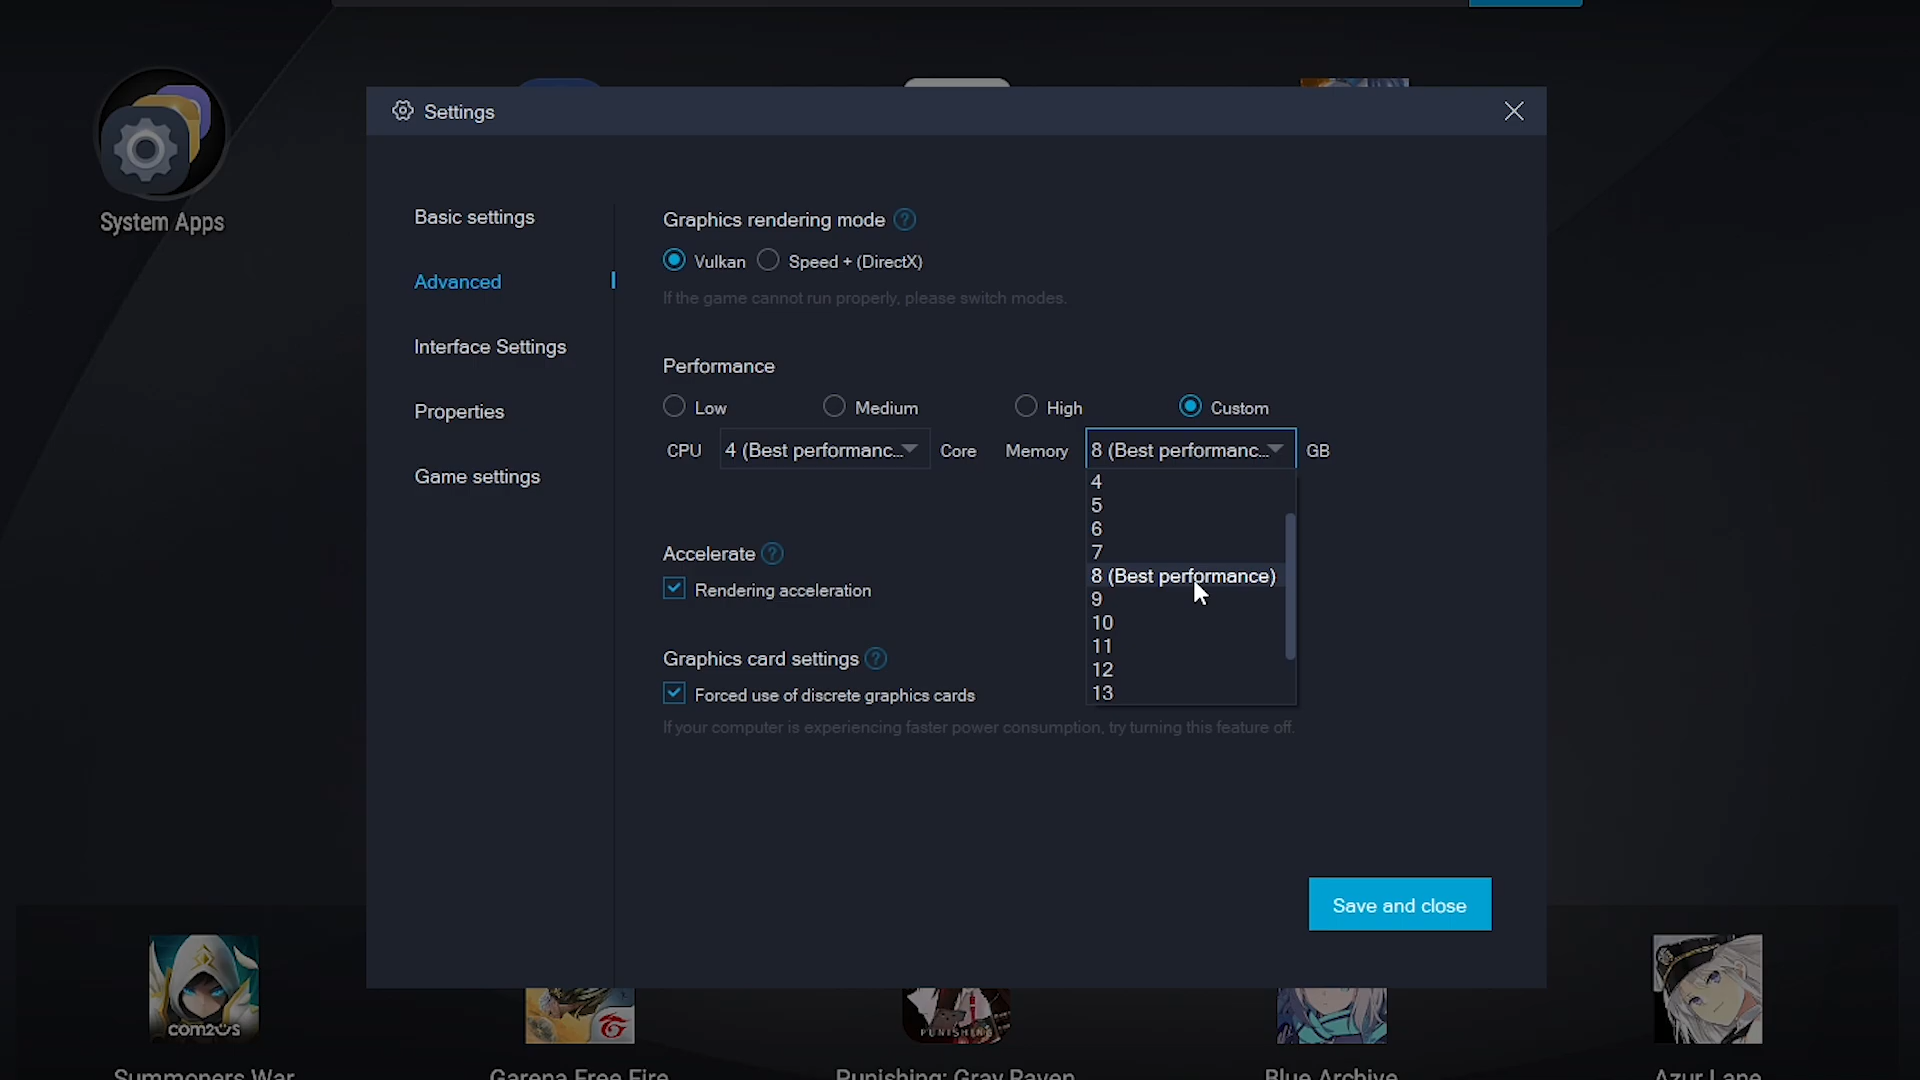 Settings
System Apps
Basic settings
Advanced
Interface Settings
Properties
Game settings
Graphics rendering mode ?
Vulkan Speed + (DirectX)
If the game cannot run properly, please switch modes.
Performance
Low Medium High Custom
CPU 4 (Best performanc... Core Memory 8 (Best performanc... GB
4
5
6
7
8 (Best performance)
9
10
11
12
13
Accelerate ?
Rendering acceleration
Graphics card settings ?
Forced use of discrete graphics cards
If your computer is experiencing faster power consumption, try turning this feature off.
Save and close
com2us
PUNISHING
Summoners War Garena Free Fire Punishing: Gray Raven Blue Archive Azur Lane